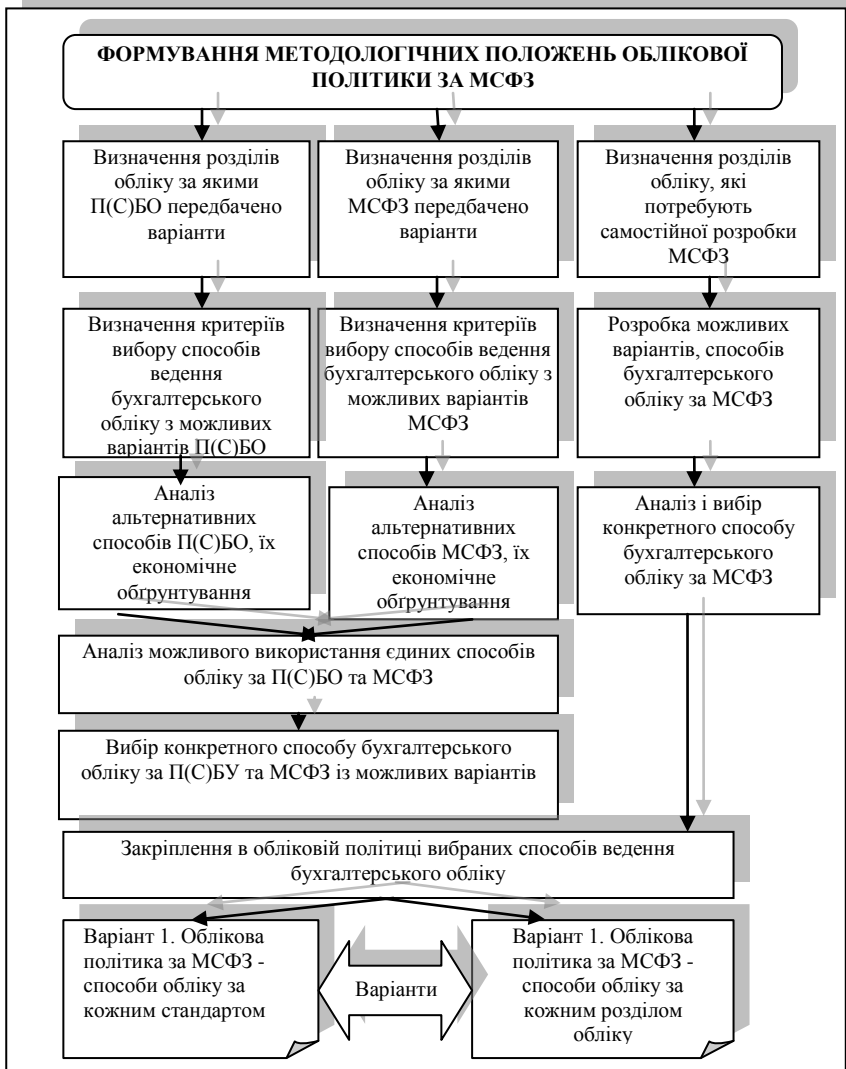 ФОРМУВАННЯ МЕТОДОЛОГІЧНИХ ПОЛОЖЕНЬ ОБЛІКОВОЇ
ПОЛІТИКИ ЗА МСФЗ
Визначення розділів
обліку за якими
П(С)БО передбачено
варіанти
Визначення розділів
обліку за якими
МСФЗ передбачено
варіанти
Визначення розділів
обліку, які
потребують
самостійної розробки
МСФЗ
Визначення критеріїв
вибору способів
ведення
бухгалтерського
обліку з можливих
варіантів П(С)БО
Визначення критеріїв
вибору способів ведення
бухгалтерського обліку з
можливих варіантів
МСФЗ
Розробка можливих
варіантів, способів
бухгалтерського
обліку за МСФЗ
Аналіз
альтернативних
способів П(С)БО, їх
економічне
обґрунтування
Аналіз
альтернативних
способів МСФЗ, їх
економічне
обґрунтування
Аналіз і вибір
конкретного способу
бухгалтерського
обліку за МСФЗ
Аналіз можливого використання єдиних способів
обліку за П(С)БО та МСФЗ
Вибір конкретного способу бухгалтерського
обліку за П(С)БУ та МСФЗ із можливих варіантів
Закріплення в обліковій політиці вибраних способів ведення
бухгалтерського обліку
Варіант 1. Облікова
політика за МСФЗ -
способи обліку за
кожним стандартом
Варіанти
Варіант 1. Облікова
політика за МСФЗ -
способи обліку за
кожним розділом
обліку